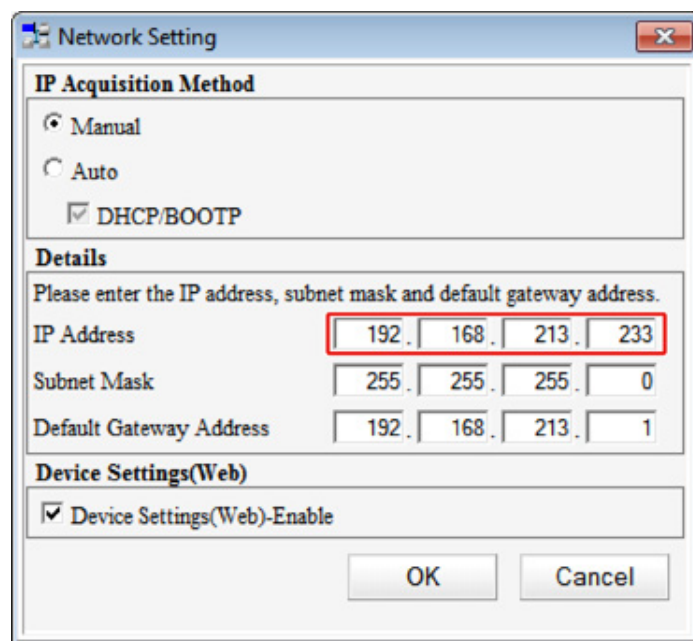 Network Setting
IP Acquisition Method
Manual
Auto
DHCP/BOOTP
Details
Please enter the IP address, subnet mask and default gateway address.
IP Address 192. 168. 213. 233
Subnet Mask 255. 255. 255. 0
Default Gateway Address 192. 168. 213. 1
Device Settings(Web)
Device Settings(Web)-Enable
OK Cancel